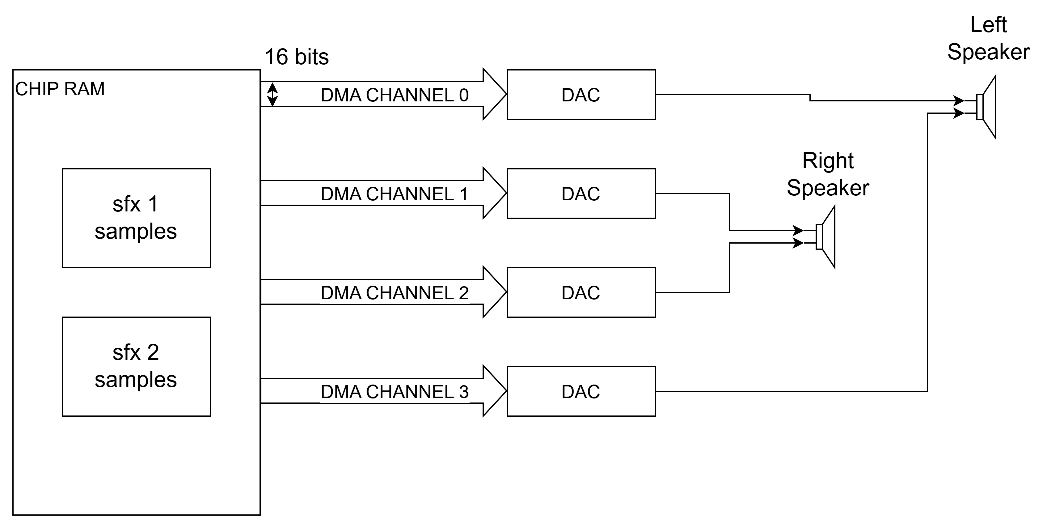 Left
Speaker
16 bits
CHIP RAM
DMA CHANNEL 0
DAC
Right
Speaker
sfx 1
samples
DMA CHANNEL 1
DAC
DMA CHANNEL 2
DAC
sfx 2
samples
DMA CHANNEL 3
DAC